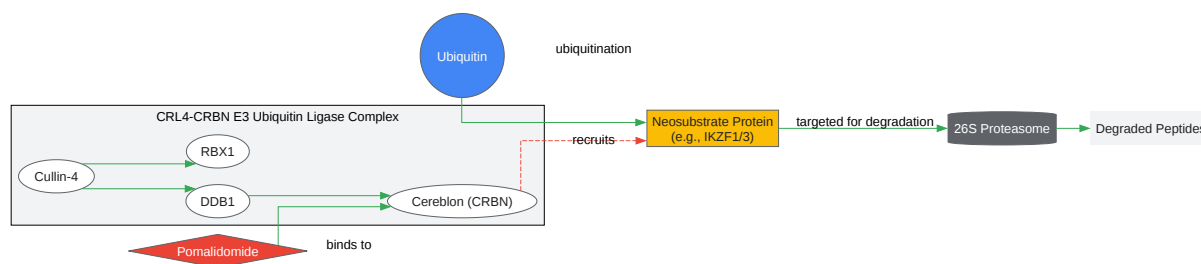 Ubiquitin
ubiquitination
CRL4-CRBN E3 Ubiquitin Ligase Complex
RBX1
Cullin-4
DDB1
Cereblon (CRBN)
recruits
Neosubstrate Protein
(e.g., IKZF1/3)
targeted for degradation
26S Proteasome
Degraded Peptides
Pomalidomide
binds to